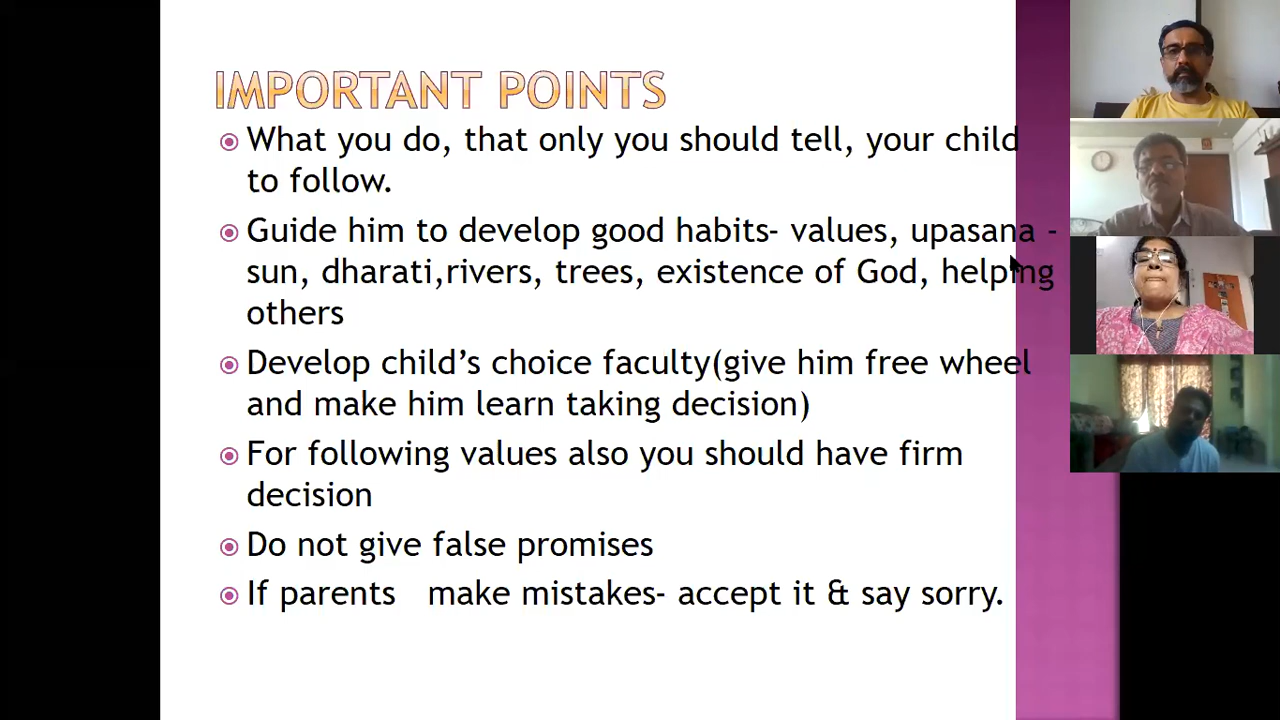 IMPORTANT POINTS
What you do, that only you should tell, your child
to follow.
Guide him to develop good habits- values, upasana -
sun, dharati,rivers, trees, existence of God, helping
others
Develop child’s choice faculty(give him free wheel
and make him learn taking decision)
For following values also you should have firm
decision
Do not give false promises
If parents   make mistakes- accept it & say sorry.